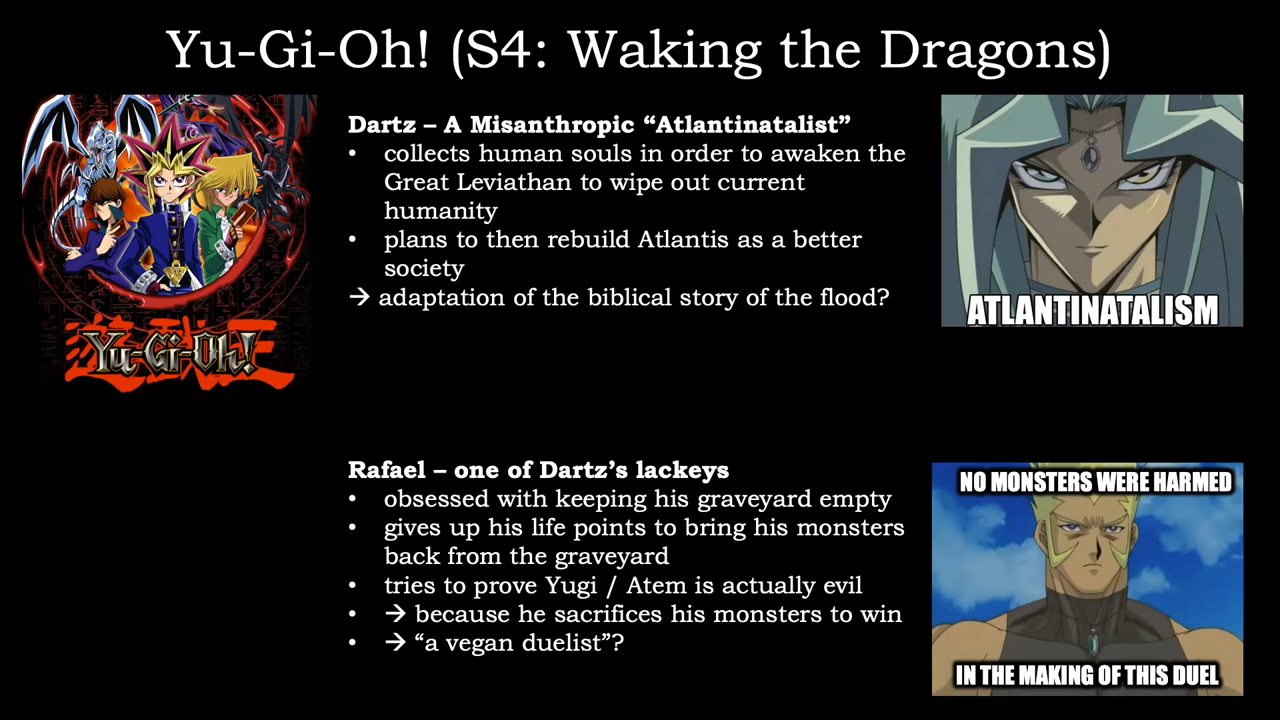 Yu-Gi-Oh! (S4: Waking the Dragons)
Dartz – A Misanthropic “Atlantinatalist”
• collects human souls in order to awaken the
Great Leviathan to wipe out current
humanity
• plans to then rebuild Atlantis as a better
society
→ adaptation of the biblical story of the flood?
ATLANTINATALISM
遊戯王
Yu-Gi-Oh!
Rafael – one of Dartz’s lackeys
• obsessed with keeping his graveyard empty
• gives up his life points to bring his monsters
back from the graveyard
• tries to prove Yugi / Atem is actually evil
• → because he sacrifices his monsters to win
• → “a vegan duelist”?
NO MONSTERS WERE HARMED
IN THE MAKING OF THIS DUEL